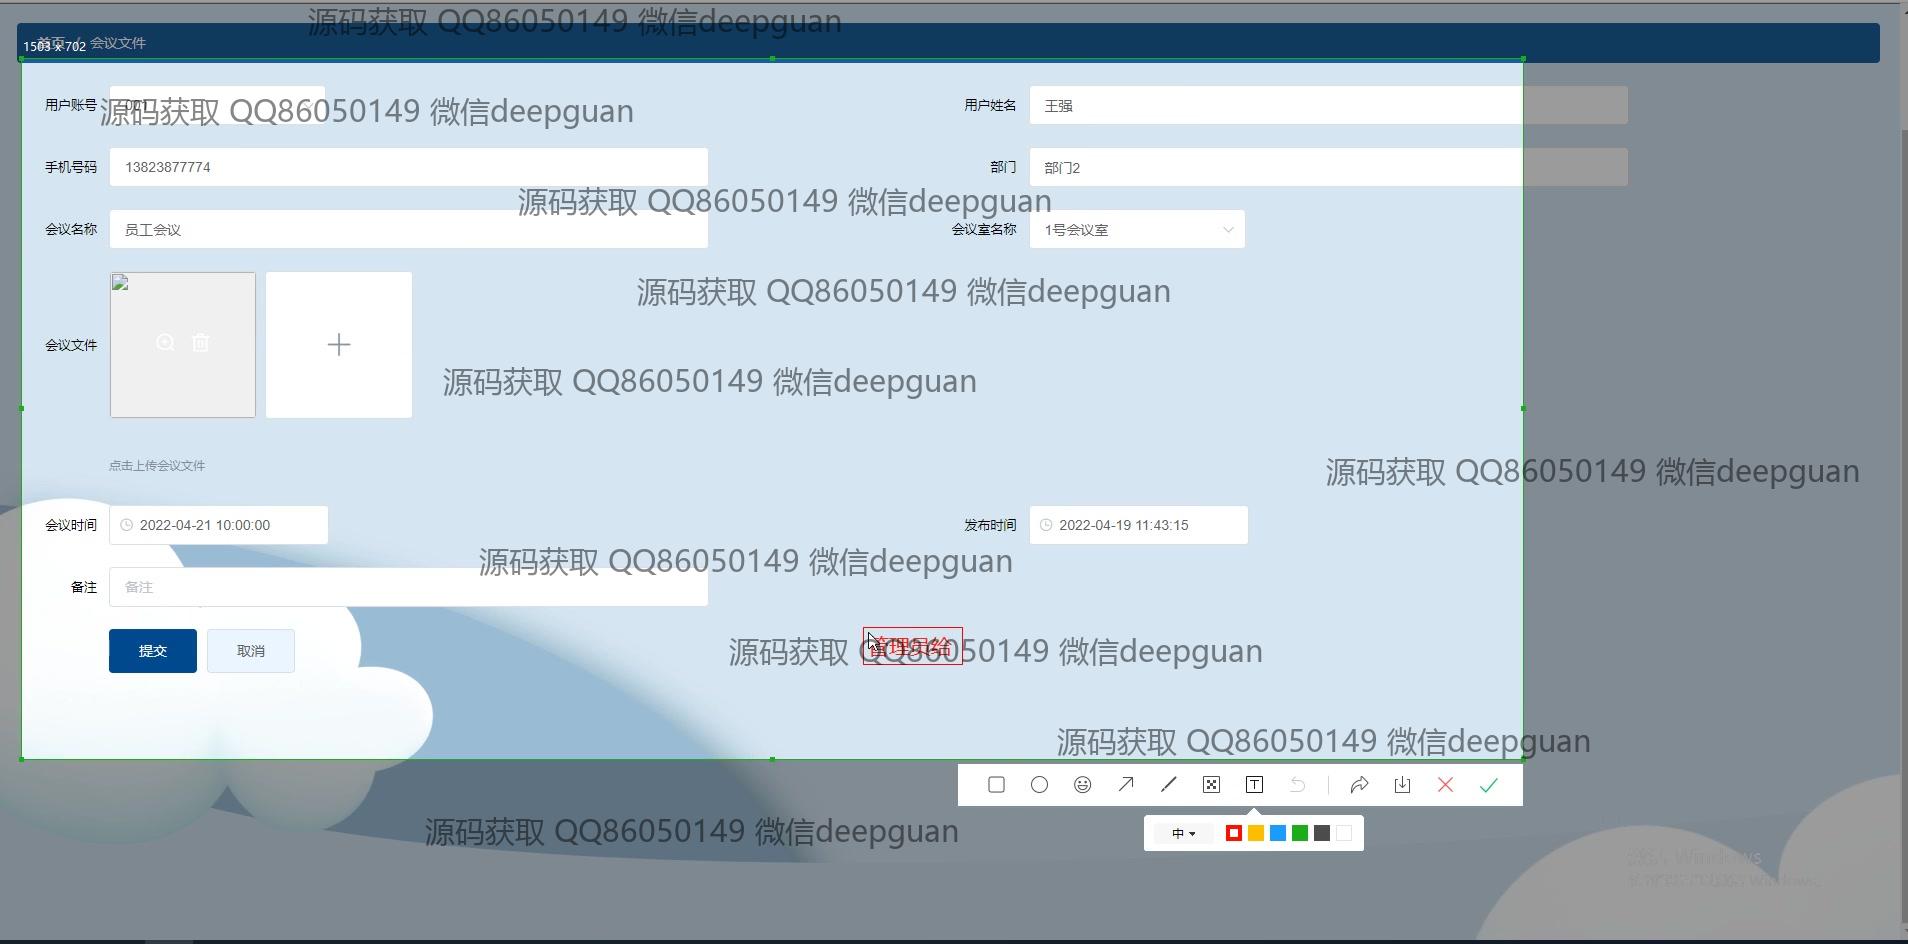 源码获取 QQ86050149 微信deepguan
首页 / 会议文件
1503 x 702
用户账号
源码获取 QQ86050149 微信deepguan
用户姓名 王强
手机号码 13823877774
部门 部门2
源码获取 QQ86050149 微信deepguan
会议名称 员工会议
会议室名称 1号会议室
源码获取 QQ86050149 微信deepguan
会议文件
源码获取 QQ86050149 微信deepguan
点击上传会议文件
源码获取 QQ86050149 微信deepguan
会议时间 2022-04-21 10:00:00
发布时间 2022-04-19 11:43:15
源码获取 QQ86050149 微信deepguan
备注 备注
提交 取消
管理员给
源码获取 QQ86050149 微信deepguan
源码获取 QQ86050149 微信deepguan
T
中
源码获取 QQ86050149 微信deepguan
Windows
Windows